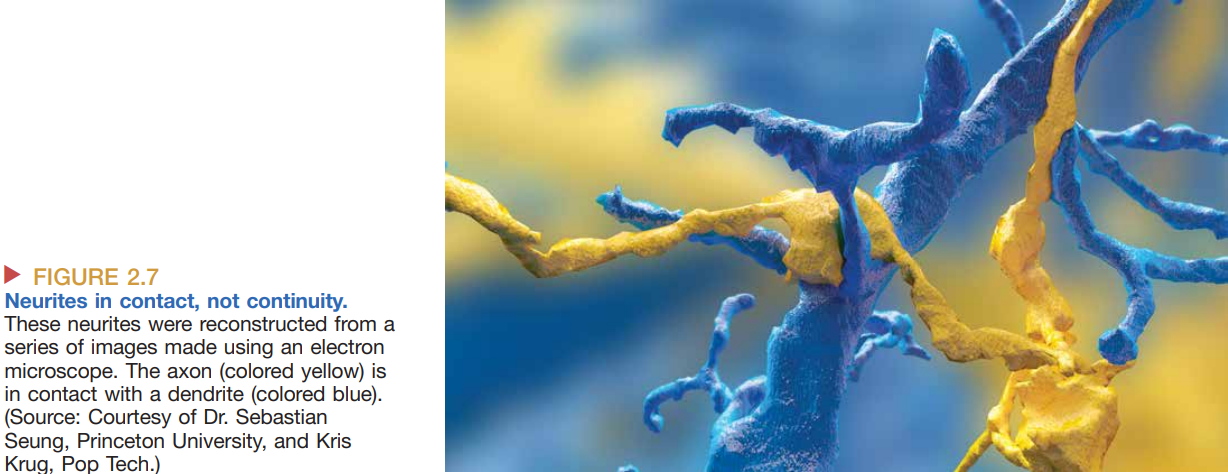 FIGURE 2.7
Neurites in contact, not continuity.
These neurites were reconstructed from a
series of images made using an electron
microscope. The axon (colored yellow) is
in contact with a dendrite (colored blue).
(Source: Courtesy of Dr. Sebastian
Seung, Princeton University, and Kris
Krug, Pop Tech.)